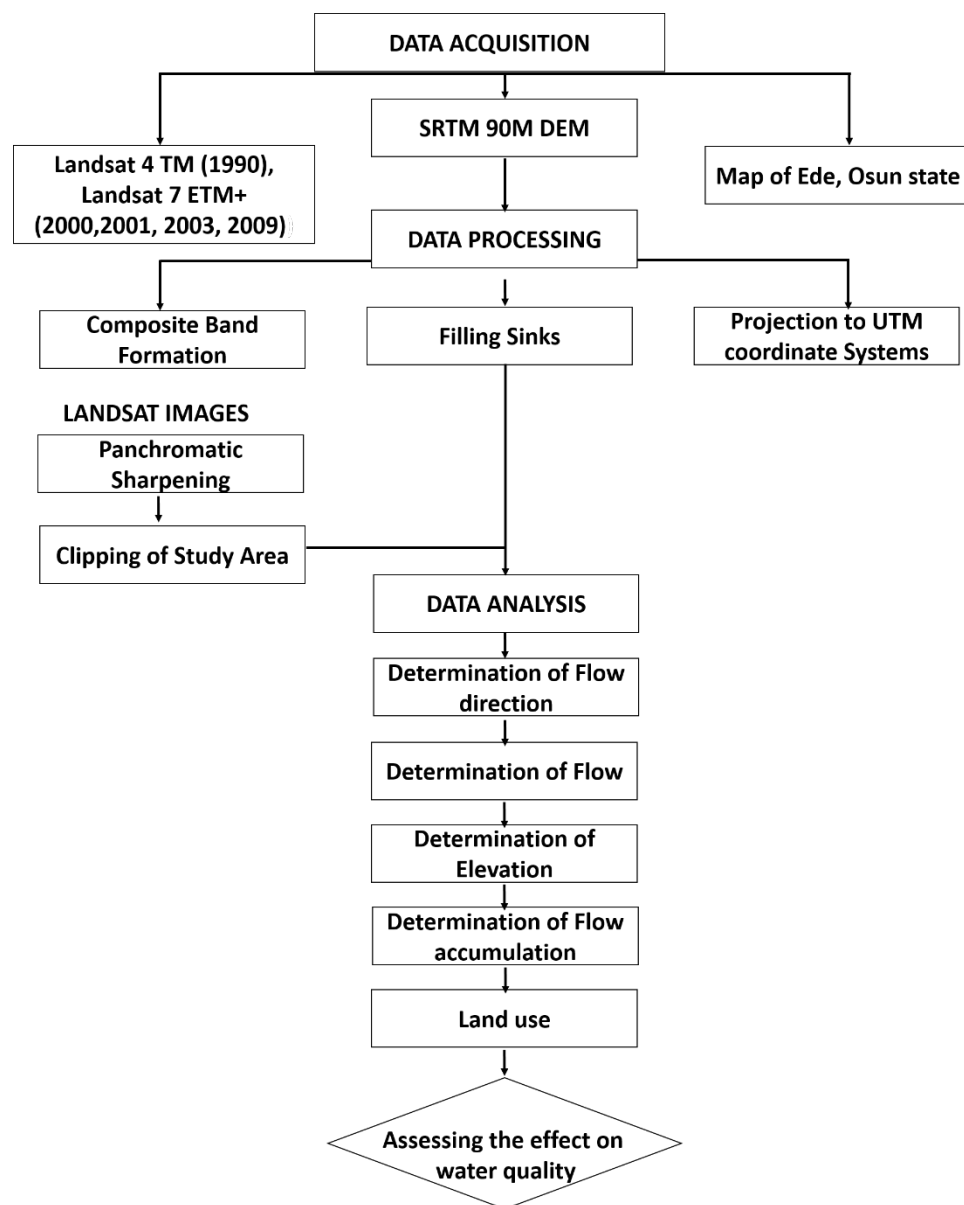 DATA ACQUISITION
SRTM 90M DEM
Landsat 4 TM (1990),
Landsat 7 ETM+
(2000,2001, 2003, 2009)
Map of Ede, Osun state
DATA PROCESSING
Composite Band
Formation
Filling Sinks
Projection to UTM
coordinate Systems
LANDSAT IMAGES
Panchromatic
Sharpening
Clipping of Study Area
DATA ANALYSIS
Determination of Flow
direction
Determination of Flow
Determination of
Elevation
Determination of Flow
accumulation
Land use
Assessing the effect on
water quality